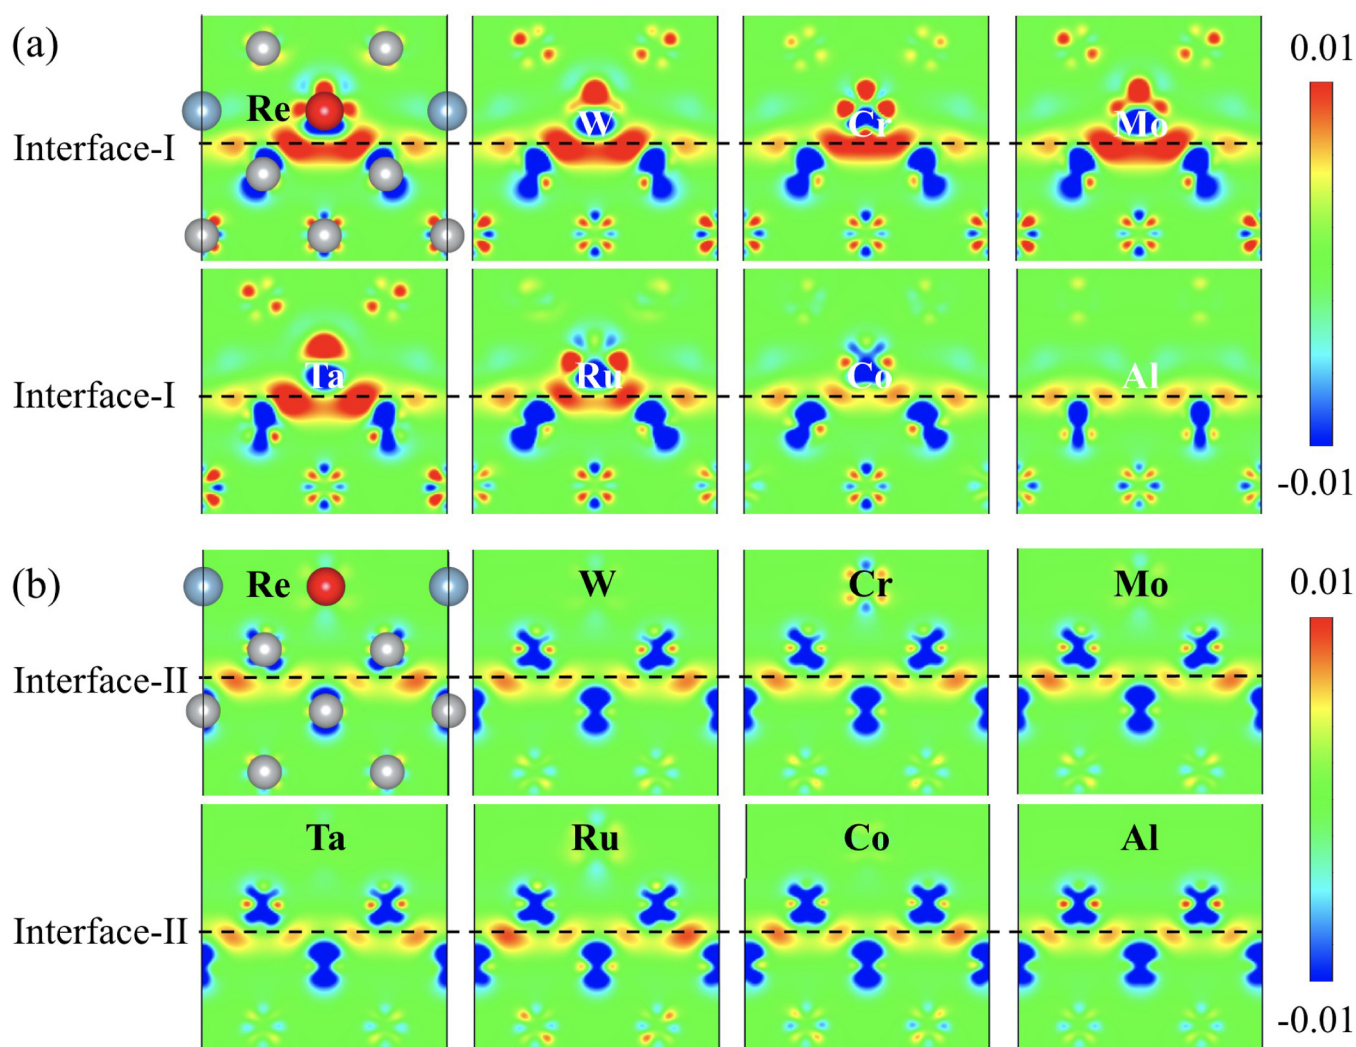 (a)
0.01
Re
W
Cr
Mo
Interface-I
Ta
Ru
Co
Al
Interface-I
-0.01
(b)
0.01
Re
W
Cr
Mo
Interface-II
Ta
Ru
Co
Al
Interface-II
-0.01